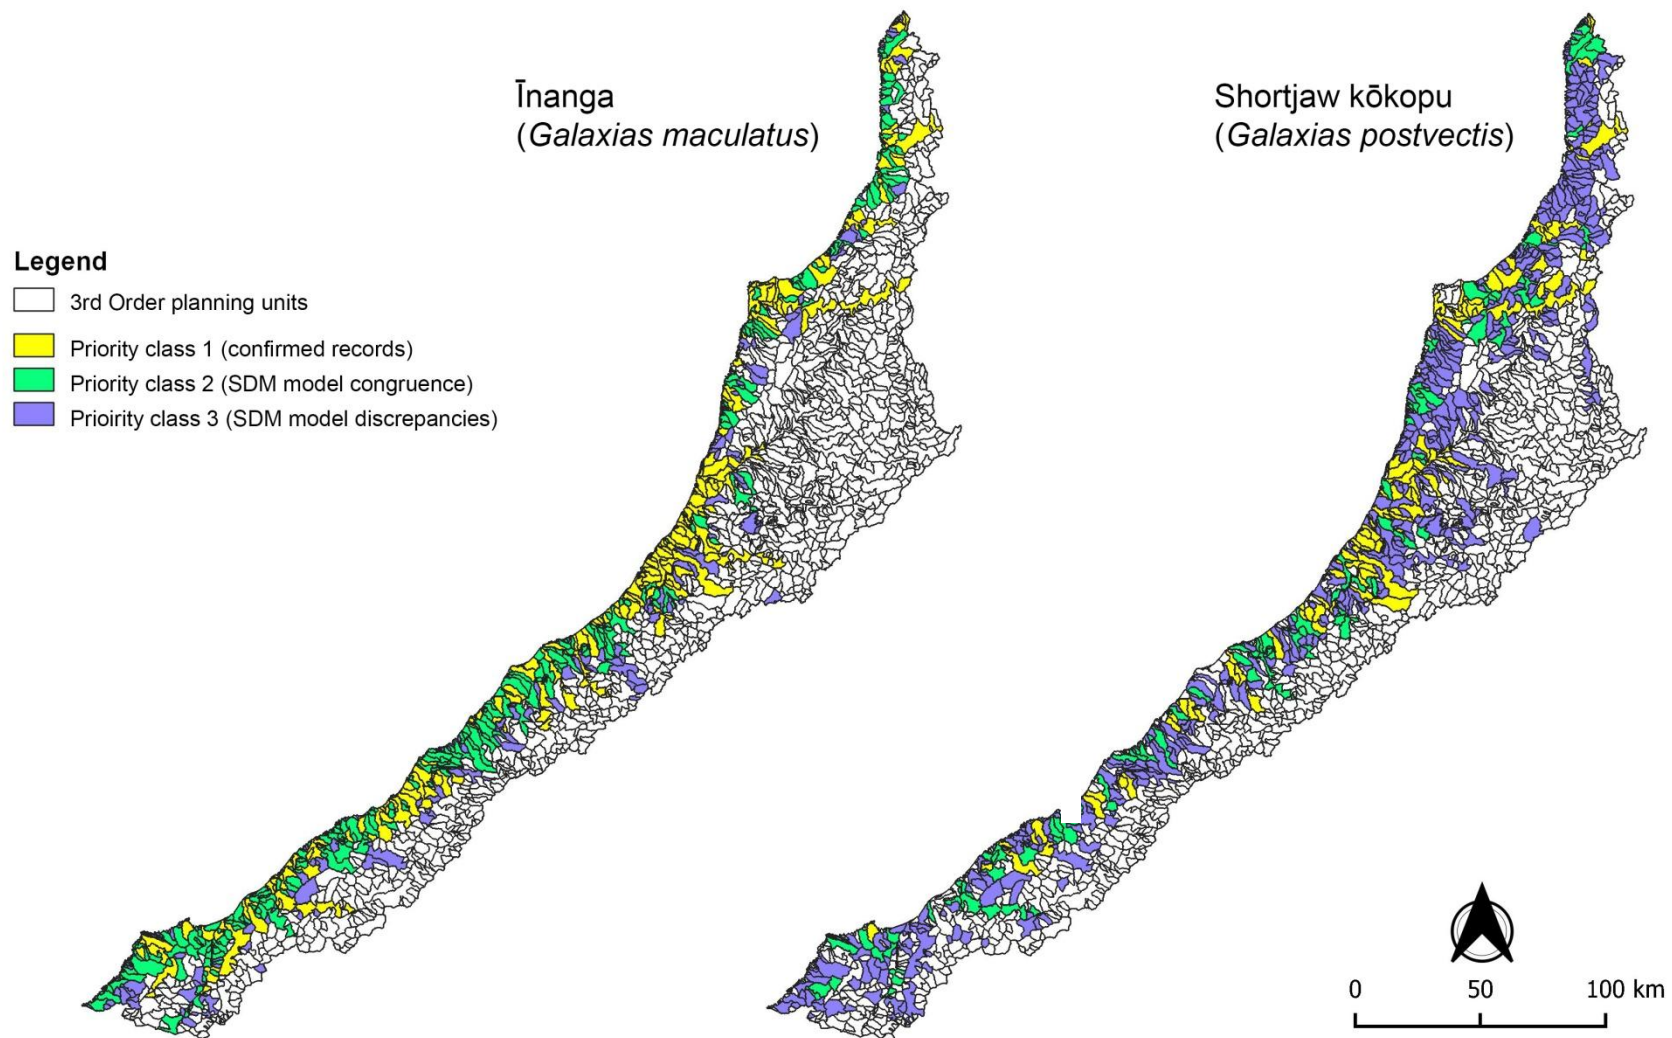 Īnanga
(Galaxias maculatus)
Shortjaw kōkopu
(Galaxias postvectis)
Legend
3rd Order planning units
Priority class 1 (confirmed records)
Priority class 2 (SDM model congruence)
Prioirity class 3 (SDM model discrepancies)
0 50 100 km